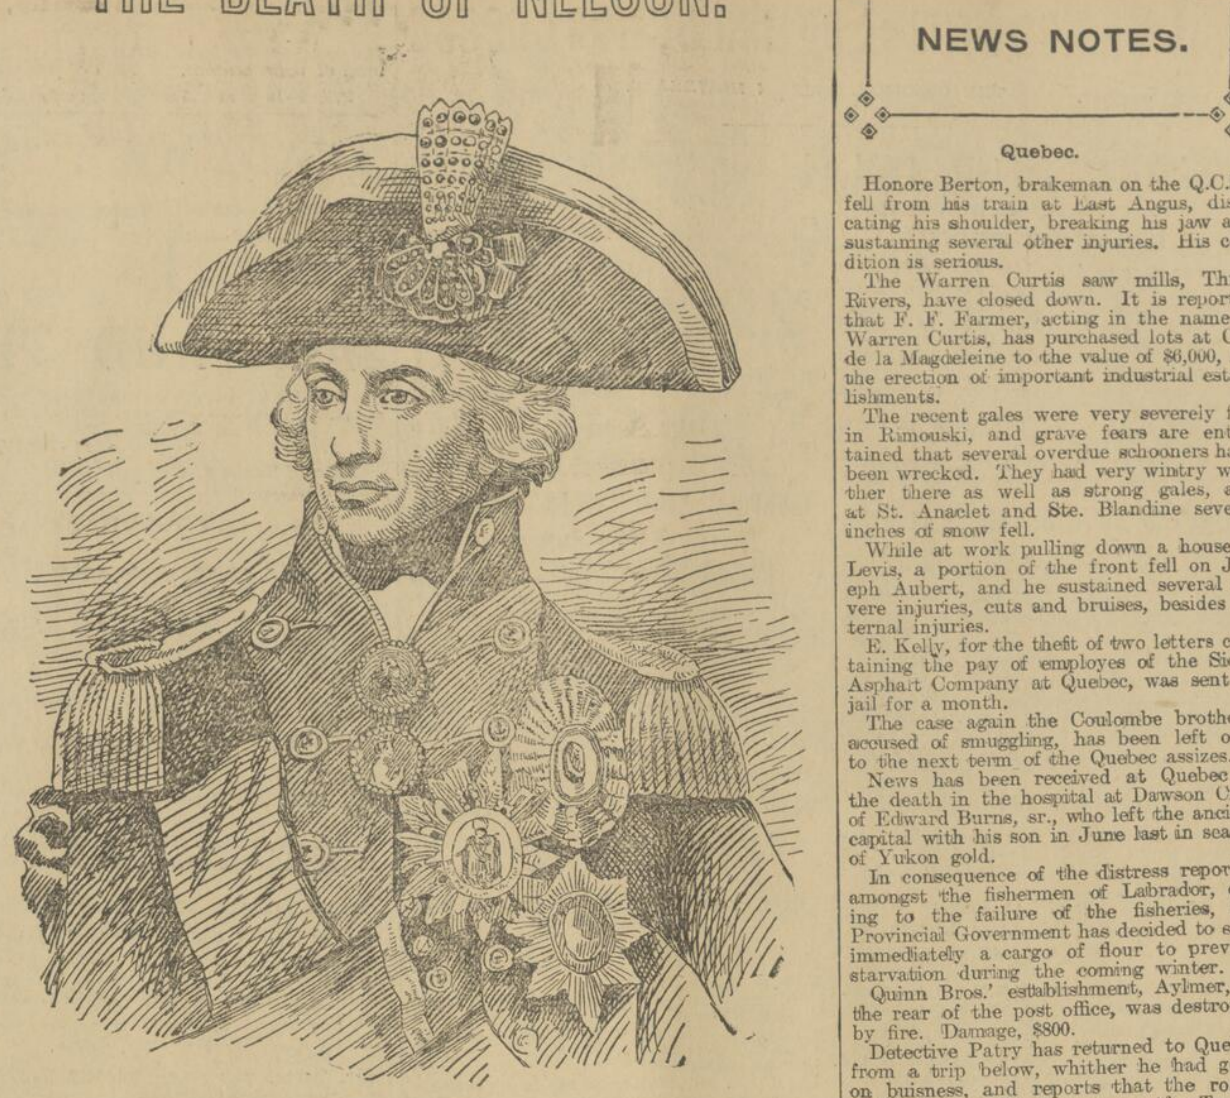 THE DEATH OF NELSON.
NEWS NOTES.
Quebec.
Honore Berton, brakeman on the Q.C.
fell from his train at East Angus, dis
cating his shoulder, breaking his jaw a
sustaining several other injuries. His c
dition is serious.
The Warren Curtis saw mills, Th
Rivers, have closed down. It is repor
that F. F. Farmer, acting in the name
Warren Curtis, has purchased lots at C
de la Magdeleine to the value of $6,000,
the erection of important industrial est
lishments.
The recent gales were very severely f
in Rimouski, and grave fears are ent
tained that several overdue schooners ha
been wrecked. They had very wintry w
ther there as well as strong gales, a
at St. Anaclet and Ste. Blandine seve
inches of snow fell.
While at work pulling down a house
Levis, a portion of the front fell on J
eph Aubert, and he sustained several
vere injuries, cuts and bruises, besides
ternal injuries.
E. Kelly, for the theft of two letters c
taining the pay of employes of the Si
Asphalt Company at Quebec, was sent
jail for a month.
The case again the Coulombe brothe
accused of smuggling, has been left o
to the next term of the Quebec assizes.
News has been received at Quebec
the death in the hospital at Dawson C
of Edward Burns, sr., who left the anci
capital with his son in June last in sea
of Yukon gold.
In consequence of the distress repor
amongst the fishermen of Labrador,
ing to the failure of the fisheries,
Provincial Government has decided to s
immediately a cargo of flour to prev
starvation during the coming winter.
Quinn Bros.' establishment, Aylmer,
the rear of the post office, was destro
by fire. Damage, $800.
Detective Patry has returned to Que
from a trip below, whither he had g
on buisness, and reports that the ro